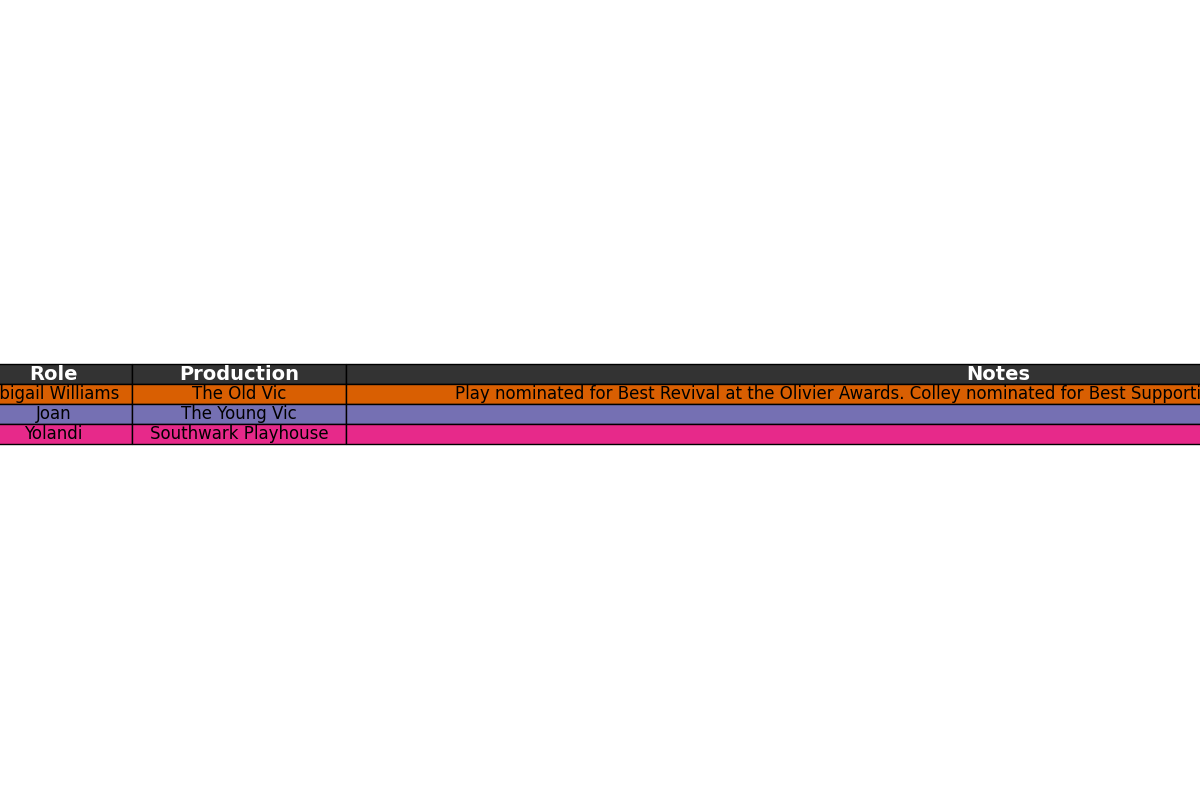 Role Production Notes
bigail Williams The Old Vic Play nominated for Best Revival at the Olivier Awards. Colley nominated for Best Supporti
Joan The Young Vic
Yolandi Southwark Playhouse